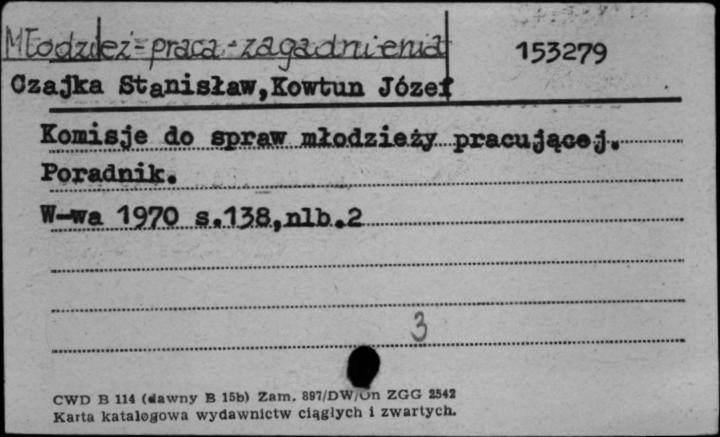 Młodzież-praca-zagadnienia
153279
Czajka Stanisław,Kowtun Józef
Komisje do spraw młodzieży pracującej.
Poradnik.
W-wa 1970 s.138,nlb.2
3
CWD B 114 (dawny B 15b) Zam. 897/DW/On ZGG 2542
Karta katalogowa wydawnictw ciągłych i zwartych.